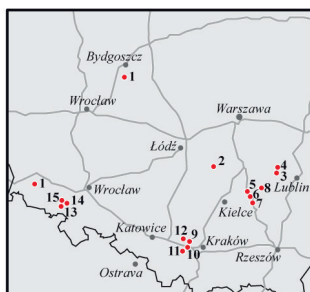 Bydgoszcz
1
Wrocław
Warszawa
Łódź
2
4
3
1
Wrocław
5
8
Lublin
6
7
15
14
13
Kielce
Katowice
12
9
Kraków
11
10
Rzeszów
Ostrava